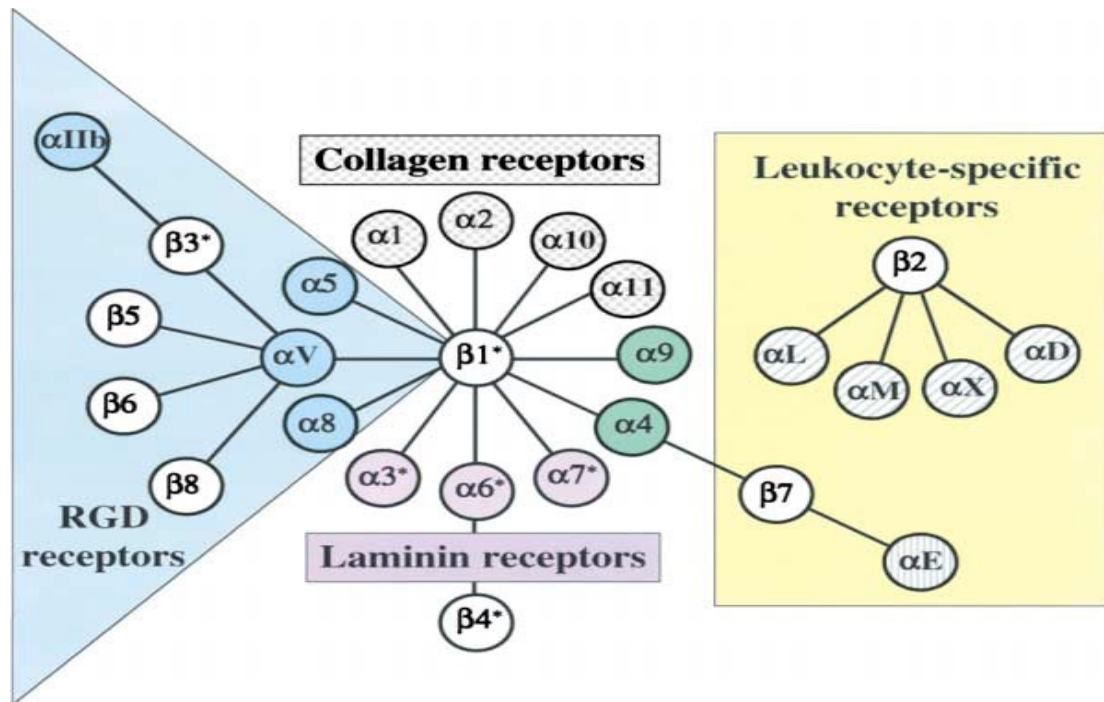 αIIb
Collagen receptors
Leukocyte-specific
receptors
β3*
α1
α2
α10
α5
α11
β2
β5
αV
β1*
α9
αL
αM
αX
αD
β6
α8
α4
β8
α3*
α6*
α7*
β7
RGD
receptors
Laminin receptors
αE
β4*